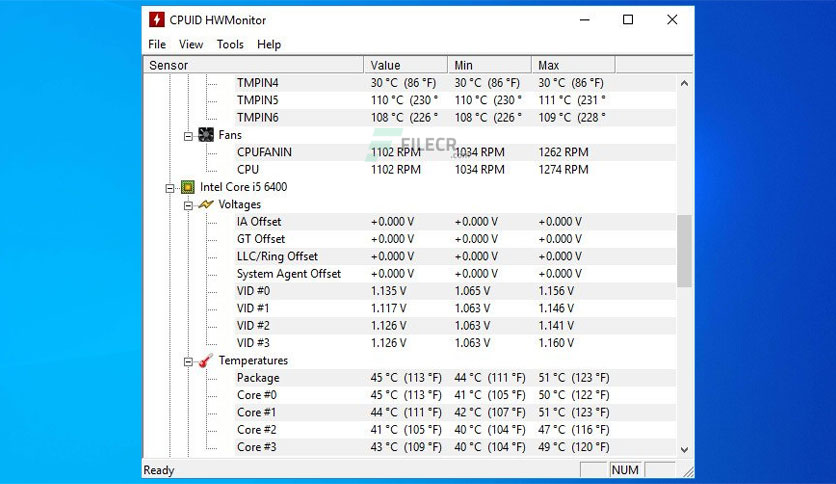 CPUID HWMonitor
File View Tools Help
Sensor Value Min Max
TMPIN4 30 °C (86 °F) 30 °C (86 °F) 30 °C (86 °F)
TMPIN5 110 °C (230 ° 110 °C (230 ° 111 °C (231 °
TMPIN6 108 °C (226 ° 108 °C (226 ° 109 °C (228 °
Fans
FILECR
.com
CPUFANIN 1102 RPM 1034 RPM 1262 RPM
CPU 1102 RPM 1034 RPM 1274 RPM
Intel Core i5 6400
Voltages
IA Offset +0.000 V +0.000 V +0.000 V
GT Offset +0.000 V +0.000 V +0.000 V
LLC/Ring Offset +0.000 V +0.000 V +0.000 V
System Agent Offset +0.000 V +0.000 V +0.000 V
VID #0 1.135 V 1.065 V 1.156 V
VID #1 1.117 V 1.063 V 1.146 V
VID #2 1.126 V 1.063 V 1.141 V
VID #3 1.126 V 1.063 V 1.160 V
Temperatures
Package 45 °C (113 °F) 44 °C (111 °F) 51 °C (123 °F)
Core #0 45 °C (113 °F) 41 °C (105 °F) 50 °C (122 °F)
Core #1 44 °C (111 °F) 42 °C (107 °F) 51 °C (123 °F)
Core #2 41 °C (105 °F) 40 °C (104 °F) 47 °C (116 °F)
Core #3 43 °C (109 °F) 40 °C (104 °F) 49 °C (120 °F)
Ready NUM